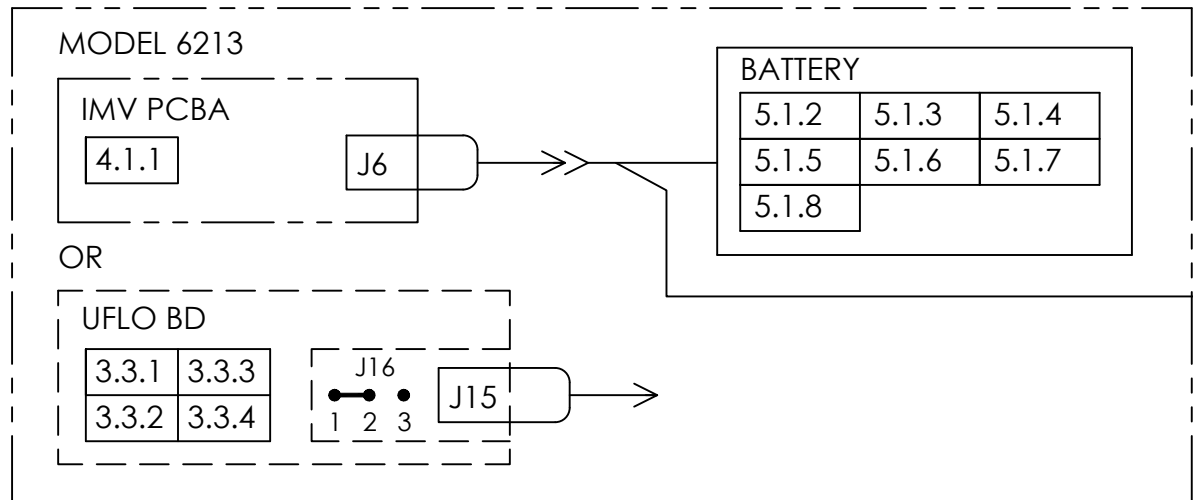 MODEL 6213
IMV PCBA
4.1.1
J6
BATTERY
5.1.2 5.1.3 5.1.4
5.1.5 5.1.6 5.1.7
5.1.8
OR
UFLO BD
3.3.1 3.3.3
3.3.2 3.3.4
J16
1 2 3
J15